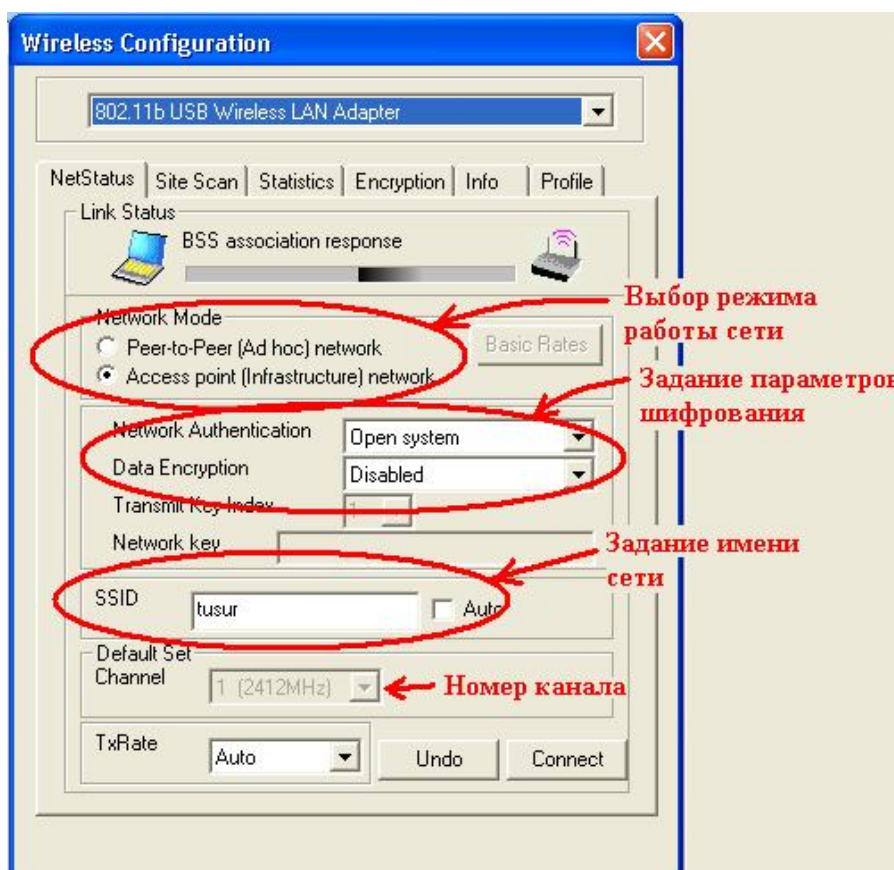 Wireless Configuration
802.11b USB Wireless LAN Adapter
NetStatus Site Scan Statistics Encryption Info Profile
Link Status
BSS association response
Network Mode
Peer-to-Peer (Ad hoc) network
Access point (Infrastructure) network
Basic Rates
Выбор режима
работы сети
Задание параметров
шифрования
Network Authentication Open system
Data Encryption Disabled
Transmit Key Index 1
Network key
Задание имени
сети
SSID tusur Auto
Default Set
Channel 1 (2412MHz) Номер канала
TxRate Auto Undo Connect